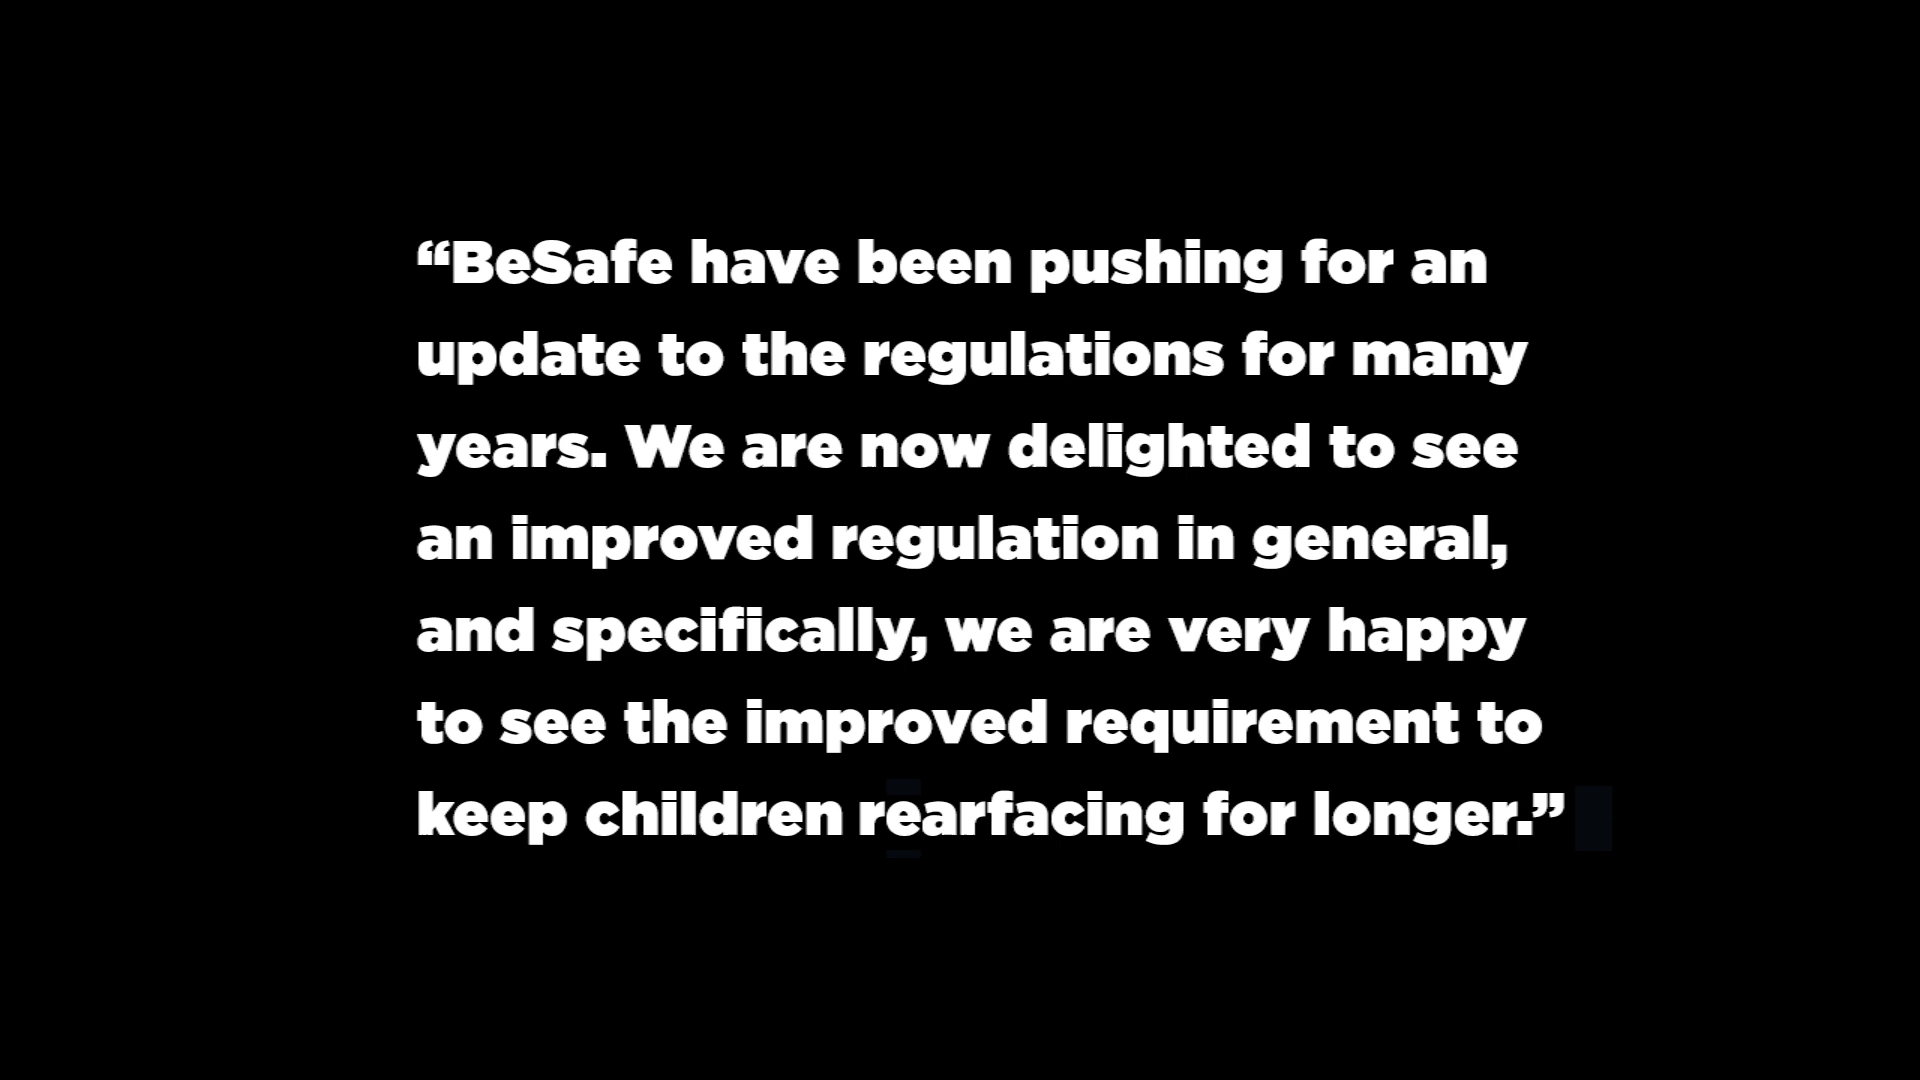 “BeSafe have been pushing for an
update to the regulations for many
years. We are now delighted to see
an improved regulation in general,
and specifically, we are very happy
to see the improved requirement to
keep children rearfacing for longer.”